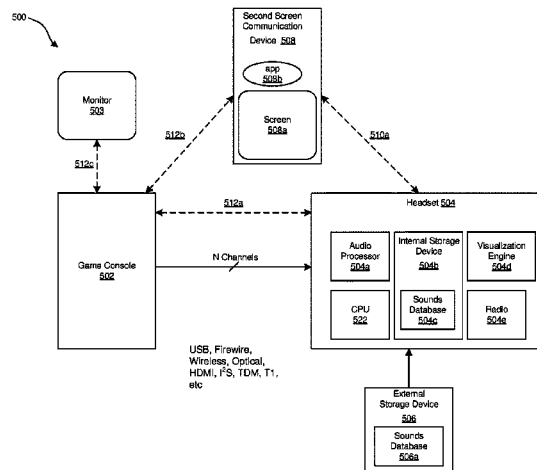 500
Second Screen
Communication
Device 508
app
508b
Screen
508a
Monitor
503
512c
512b
510a
512a
Game Console
502
N Channels
Headset 504
Audio
Processor
504a
Internal Storage
Device
504b
Visualization
Engine
504d
CPU
522
Sounds
Database
504c
Radio
504e
USB, Firewire,
Wireless, Optical,
HDMI, I²S, TDM, T1,
etc
External
Storage Device
506
Sounds
Database
506a